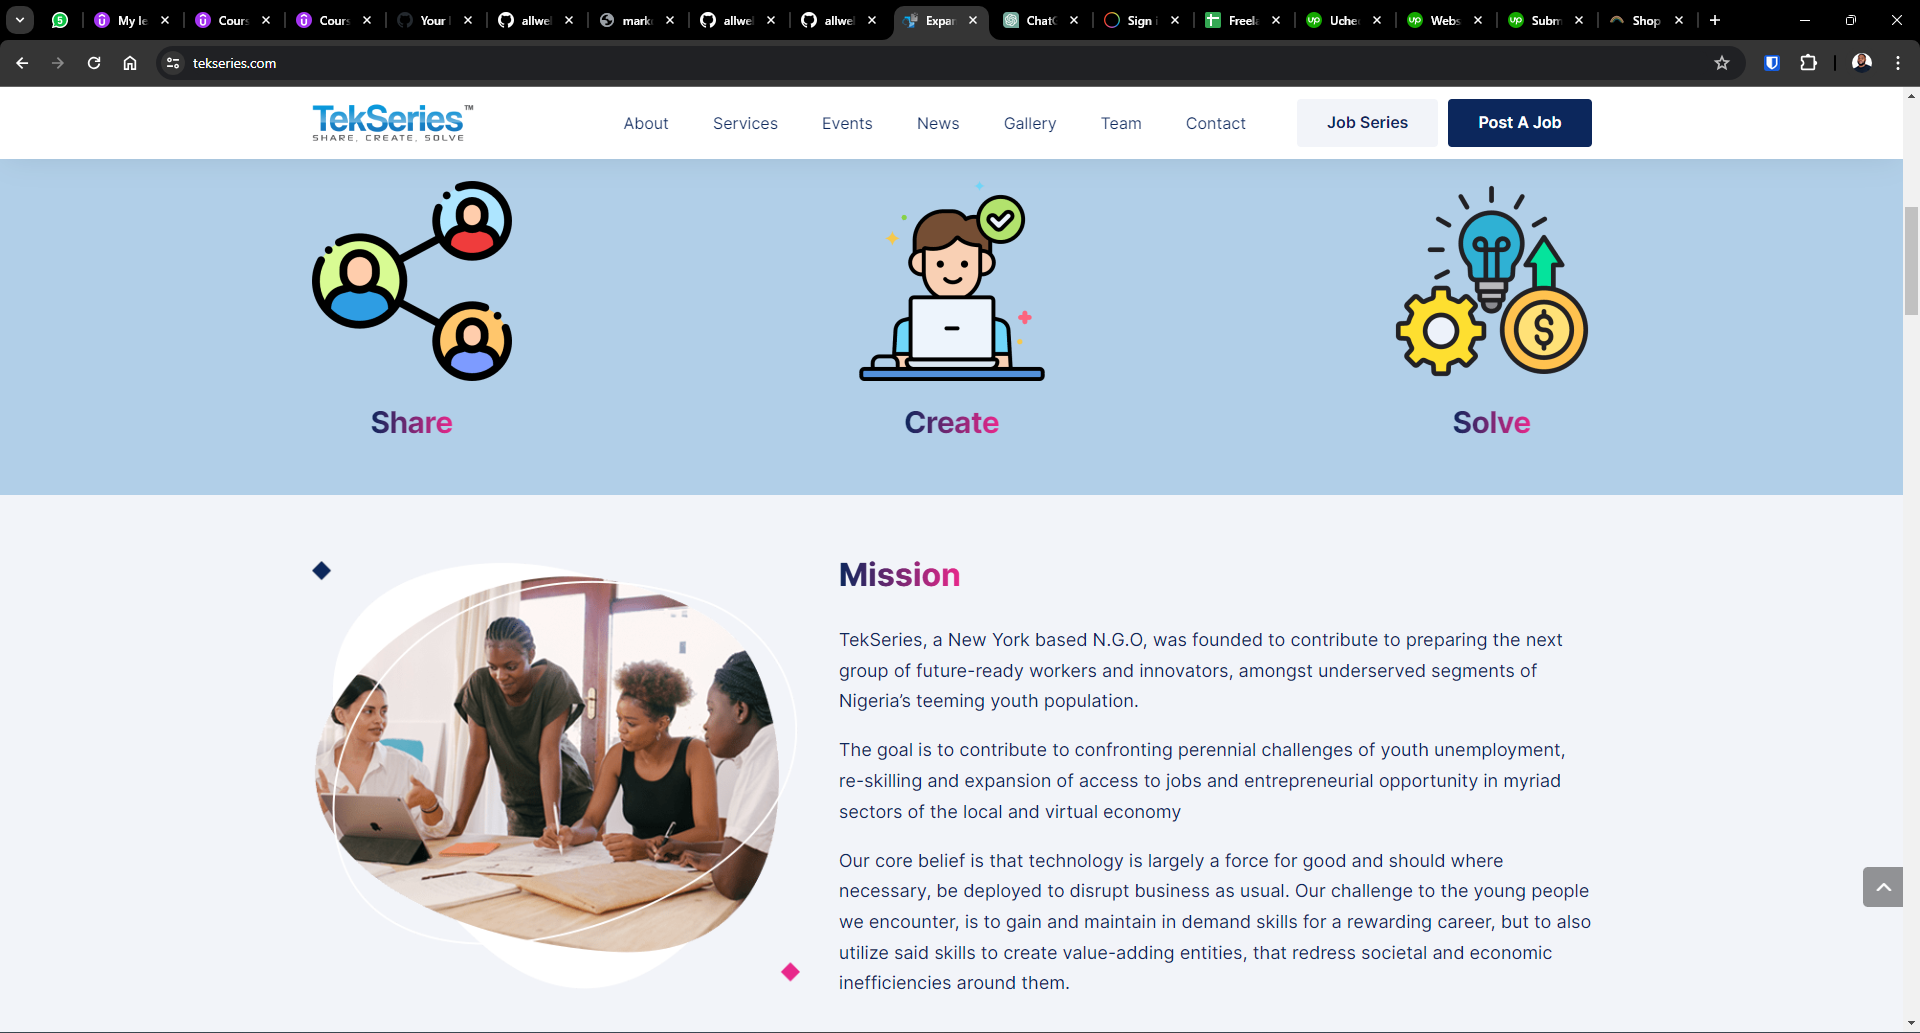 5 My le Cours Cours Your allwe mark allwe allwe Expan Chat Sign Freel Uche Webs Subm Shop
tekseries.com
TekSeries™
SHARE. CREATE. SOLVE
About Services Events News Gallery Team Contact Job Series Post A Job
Share Create Solve
Mission
TekSeries, a New York based N.G.O, was founded to contribute to preparing the next
group of future-ready workers and innovators, amongst underserved segments of
Nigeria’s teeming youth population.
The goal is to contribute to confronting perennial challenges of youth unemployment,
re-skilling and expansion of access to jobs and entrepreneurial opportunity in myriad
sectors of the local and virtual economy
Our core belief is that technology is largely a force for good and should where
necessary, be deployed to disrupt business as usual. Our challenge to the young people
we encounter, is to gain and maintain in demand skills for a rewarding career, but to also
utilize said skills to create value-adding entities, that redress societal and economic
inefficiencies around them.